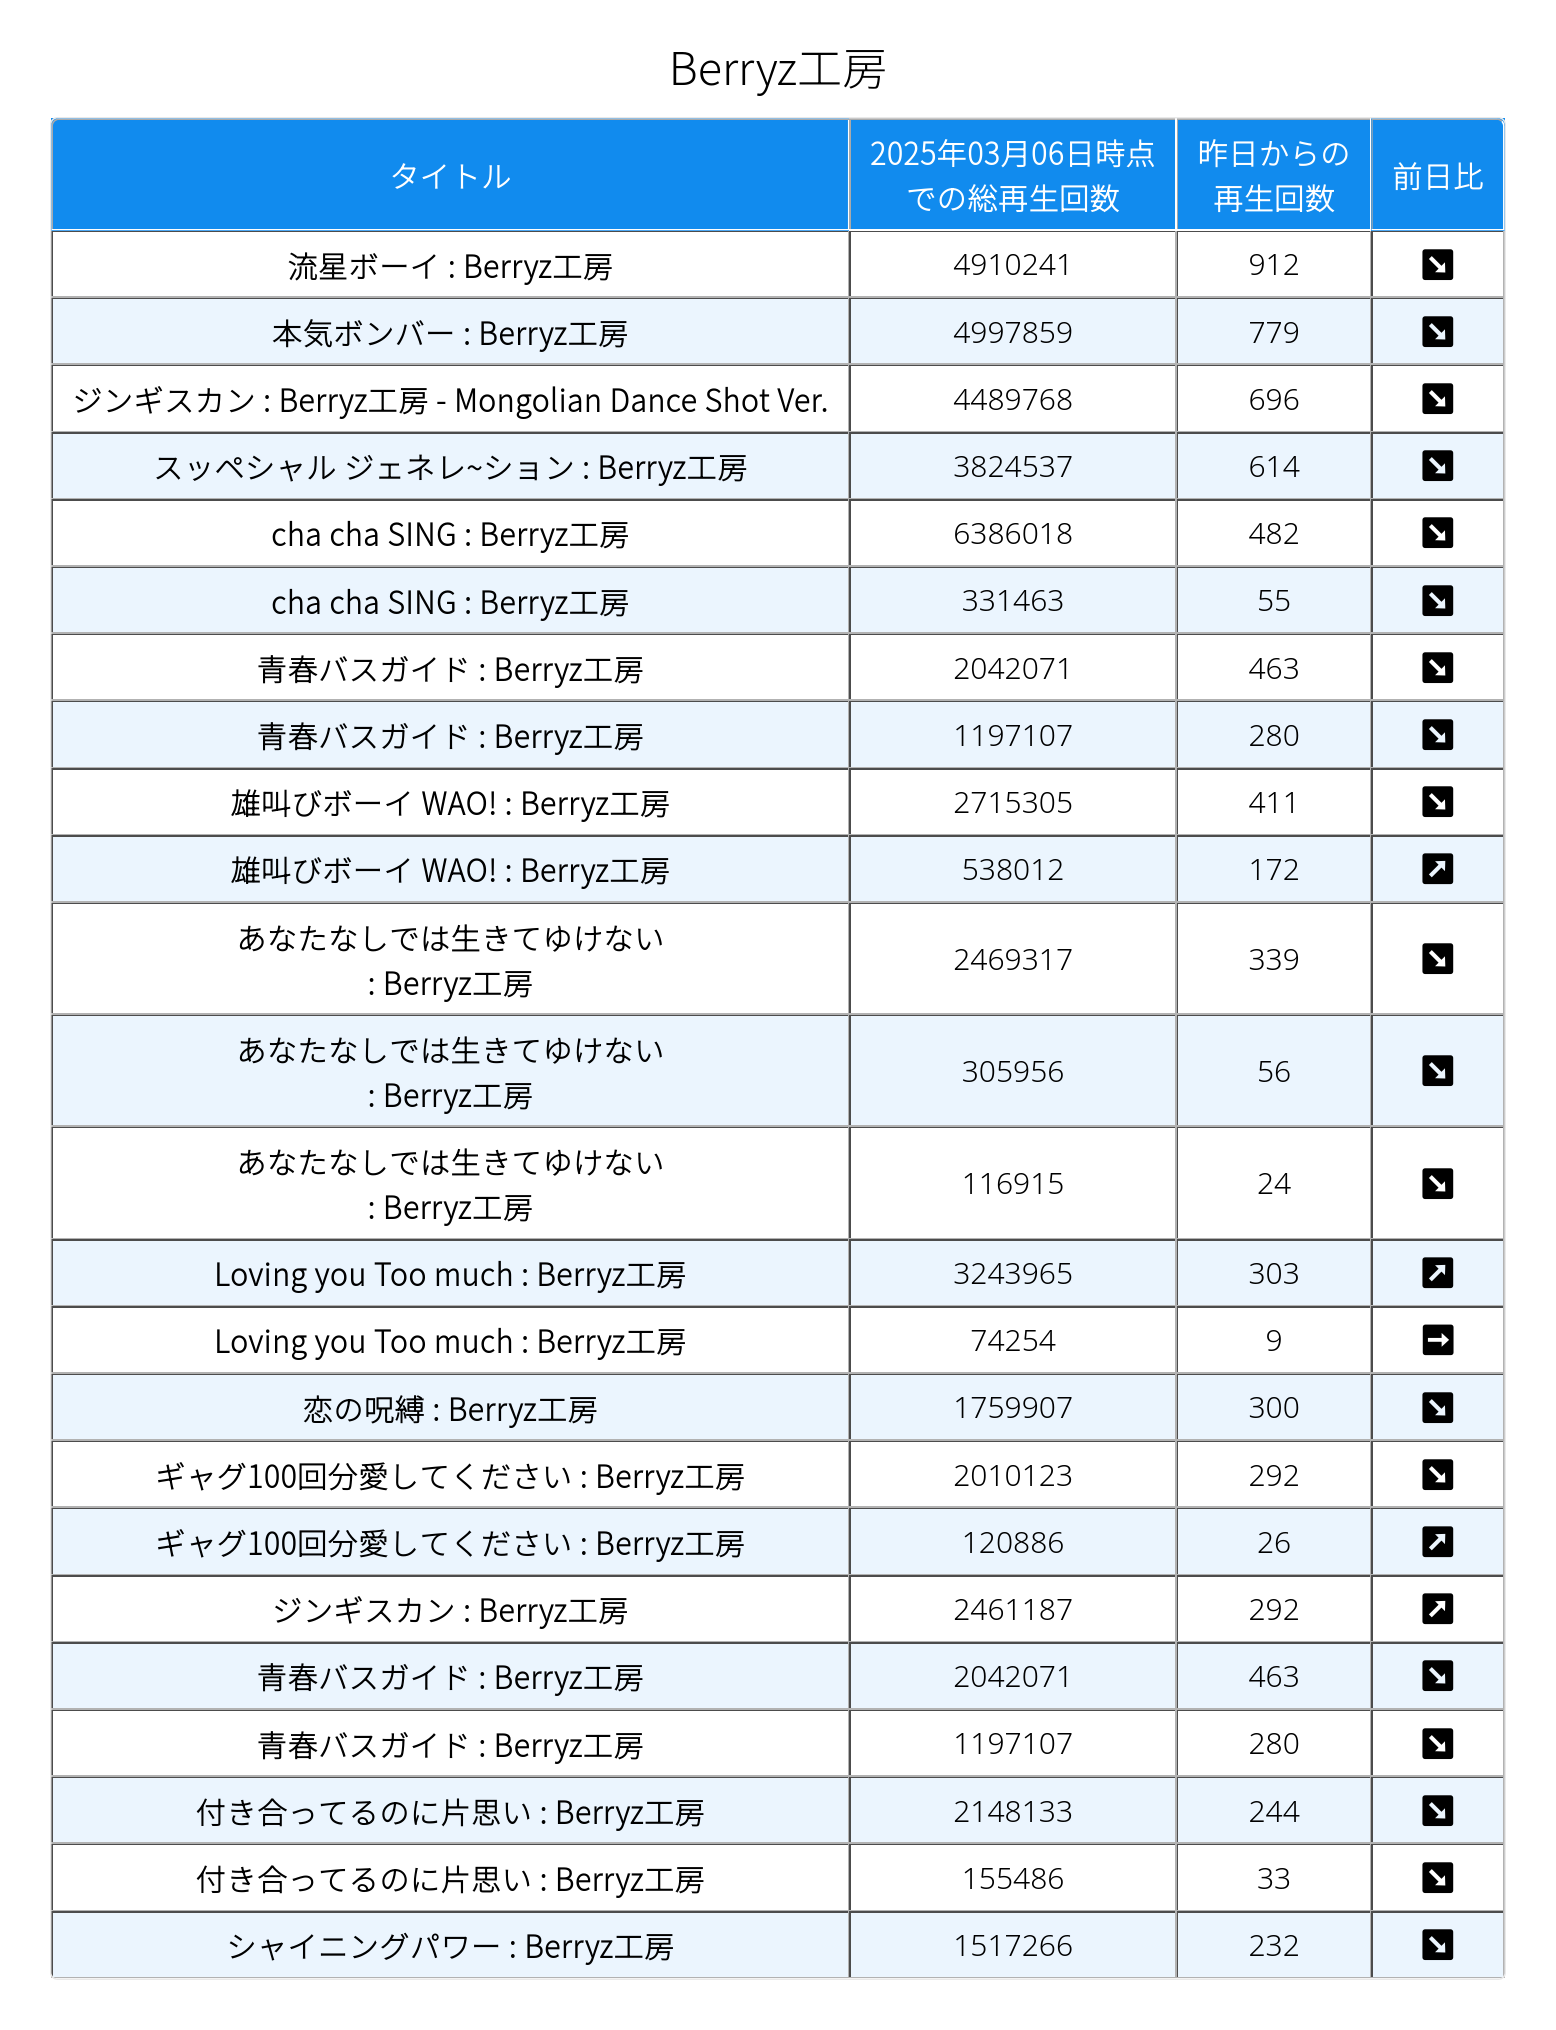 Berryz工房
タイトル
2025年03月06日時点
での総再生回数
昨日からの
再生回数
前日比
流星ボーイ : Berryz工房 4910241 912 ↘
本気ボンバー : Berryz工房 4997859 779 ↘
ジンギスカン : Berryz工房 - Mongolian Dance Shot Ver. 4489768 696 ↘
スッペシャル ジェネレ~ション : Berryz工房 3824537 614 ↘
cha cha SING : Berryz工房 6386018 482 ↘
cha cha SING : Berryz工房 331463 55 ↘
青春バスガイド : Berryz工房 2042071 463 ↘
青春バスガイド : Berryz工房 1197107 280 ↘
雄叫びボーイ WAO! : Berryz工房 2715305 411 ↘
雄叫びボーイ WAO! : Berryz工房 538012 172 ↗
あなたなしでは生きてゆけない
: Berryz工房 2469317 339 ↘
あなたなしでは生きてゆけない
: Berryz工房 305956 56 ↘
あなたなしでは生きてゆけない
: Berryz工房 116915 24 ↘
Loving you Too much : Berryz工房 3243965 303 ↗
Loving you Too much : Berryz工房 74254 9 →
恋の呪縛 : Berryz工房 1759907 300 ↘
ギャグ100回分愛してください : Berryz工房 2010123 292 ↘
ギャグ100回分愛してください : Berryz工房 120886 26 ↗
ジンギスカン : Berryz工房 2461187 292 ↗
青春バスガイド : Berryz工房 2042071 463 ↘
青春バスガイド : Berryz工房 1197107 280 ↘
付き合ってるのに片思い : Berryz工房 2148133 244 ↘
付き合ってるのに片思い : Berryz工房 155486 33 ↘
シャイニングパワー : Berryz工房 1517266 232 ↘